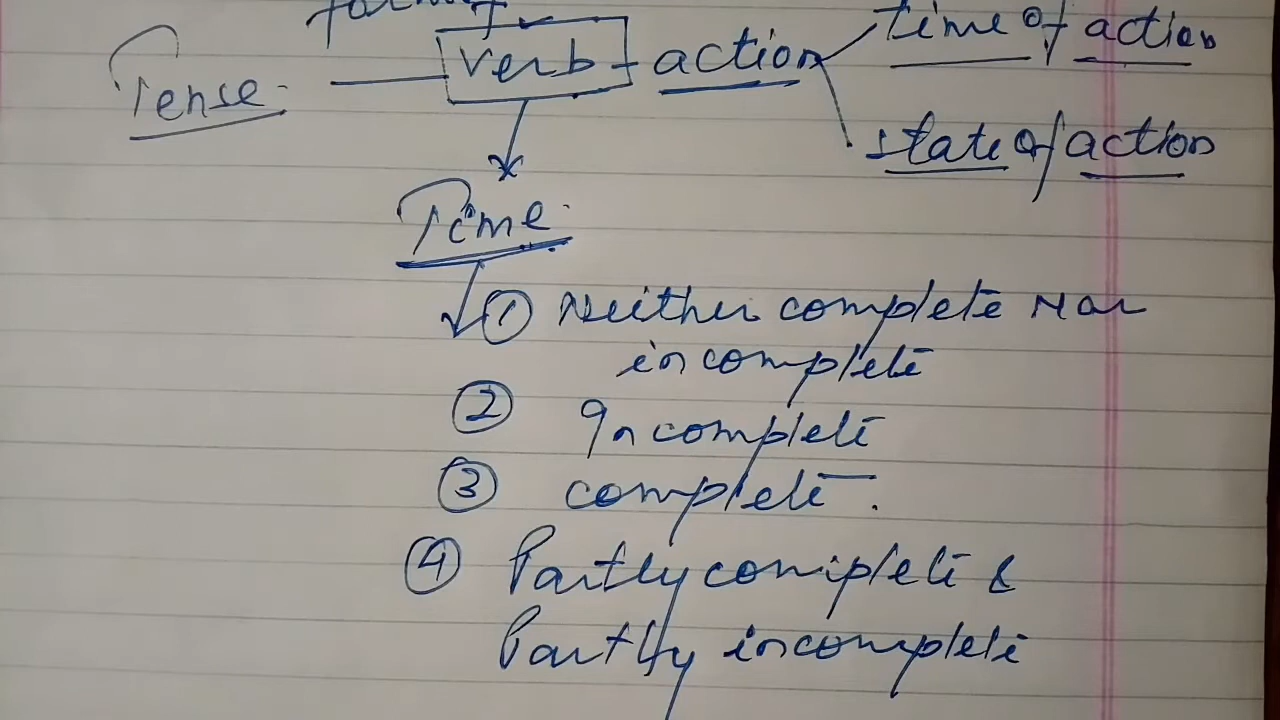 Tense. verb action time of action
state of action
Time.
① Neither complete Nor
incomplete
② Incomplete
③ complete.
④ Partly complete &
Partly incomplete